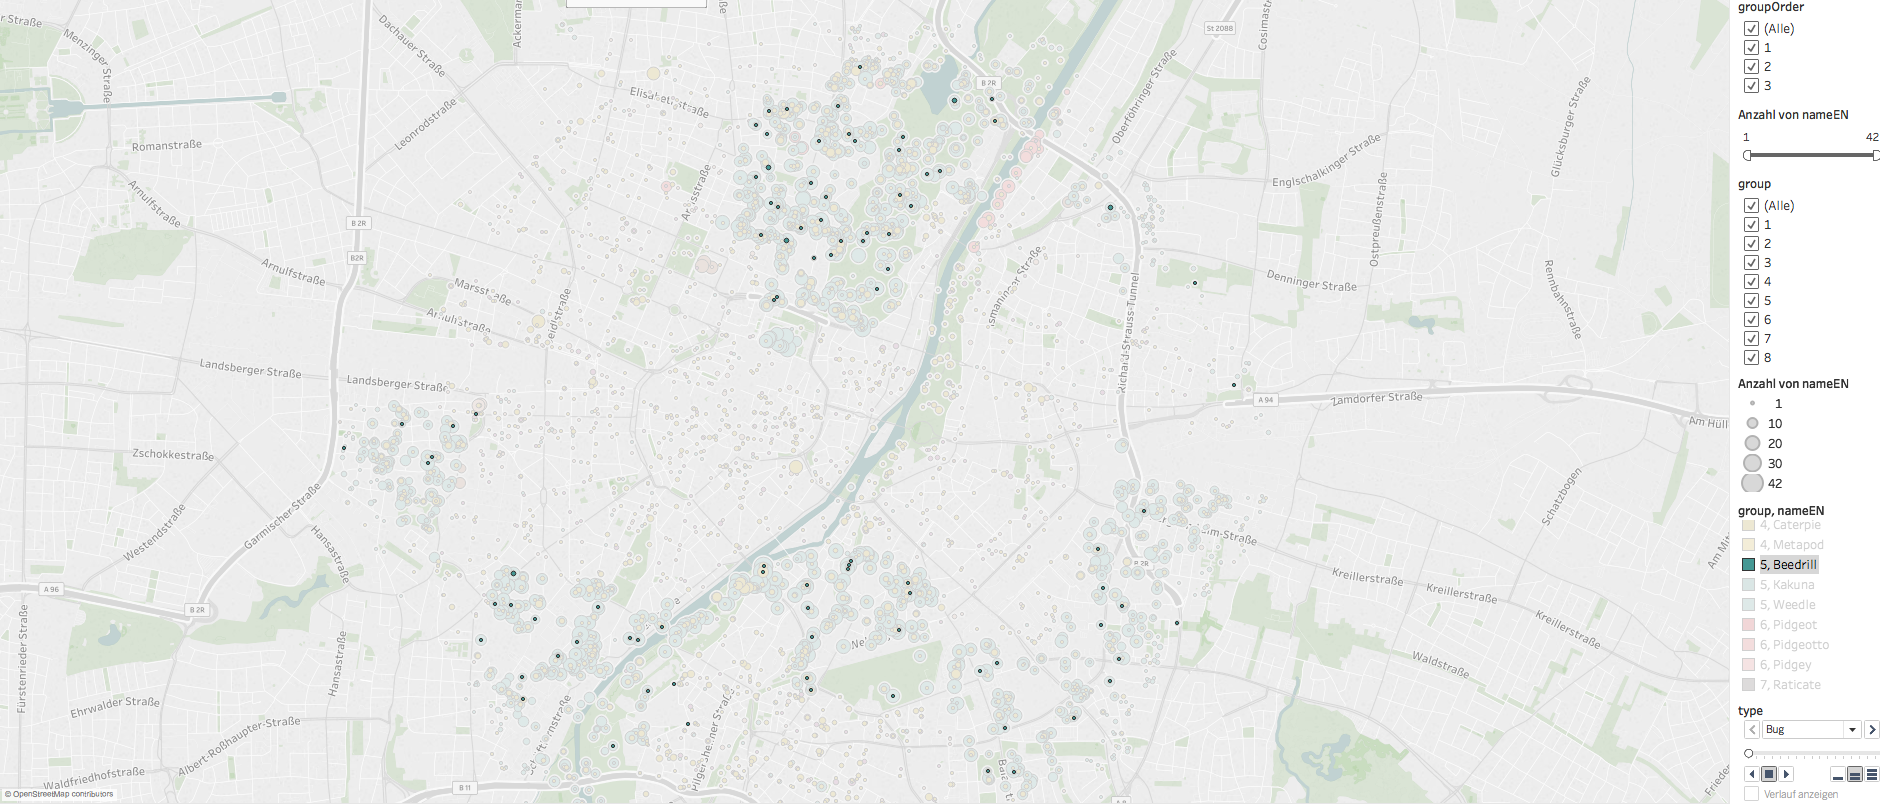 Menzinger Straße
Dachauer Straße
St 2088
B 2R
Elisabethstraße
Oberföhringer Straße
Glücksburger Straße
Leonrodstraße
Romanstraße
Englschalkinger Straße
Ostpreußenstraße
Arnulfstraße
B 2R
B2R
Arnulfstraße
Marsstraße
Arnulfstraße
Denninger Straße
Rennbahnstraße
Richard-Strauss-Tunnel
Landsberger Straße
Landsberger Straße
A 94
Zamdorfer Straße
Am Hüll
Zschokkestraße
Garmischer Straße
Westendstraße
Hansastraße
Schatzbogen
Kreillerstraße
Kreillerstraße
Kreillerstraße
B 2R
A 96
B 2R
Fürstenrieder Straße
Hansastraße
Waldstraße
Ehrwalder Straße
Albert-Roßhaupter-Straße
Pilgersheimer Straße
Waldfriedhofstraße
B 11
© OpenStreetMap contributors
groupOrder
(Alle)
1
2
3
Anzahl von nameEN
1 42
group
(Alle)
1
2
3
4
5
6
7
8
Anzahl von nameEN
1
10
20
30
42
group, nameEN
4, Caterpie
4, Metapod
5, Beedrill
5, Kakuna
5, Weedle
6, Pidgeot
6, Pidgeotto
6, Pidgey
7, Raticate
type
Bug
Verlauf anzeigen